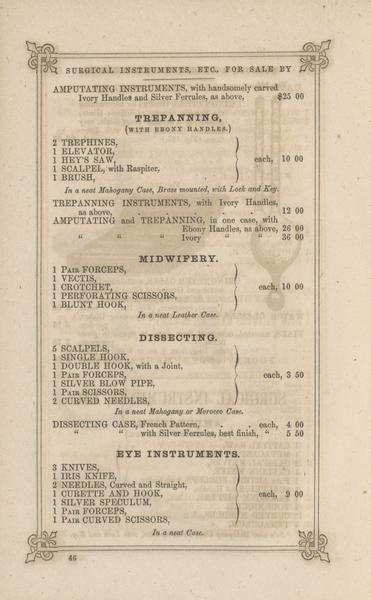 SURGICAL INSTRUMENTS, ETC., FOR SALE BY
AMPUTATING INSTRUMENTS, with handsomely carved
Ivory Handles and Silver Ferrules, as above, $25 00
TREPANNING,
(WITH EBONY HANDLES.)
2 TREPHINES,
1 ELEVATOR,
1 HEY'S SAW, each, 10 00
1 SCALPEL, with Raspiter,
1 BRUSH,
In a neat Mahogany Case, Brass mounted, with Lock and Key.
TREPANNING INSTRUMENTS, with Ivory Handles,
as above, . . . . 12 00
AMPUTATING and TREPANNING, in one case, with
Ebony Handles, as above, 26 00
" " " Ivory " " 36 00
MIDWIFERY.
1 PAIR FORCEPS,
1 VECTIS,
1 CROTCHET, each, 10 00
1 PERFORATING SCISSORS,
1 BLUNT HOOK,
In a neat Leather Case.
DISSECTING.
5 SCALPELS,
1 SINGLE HOOK,
1 DOUBLE HOOK, with a Joint,
1 PAIR FORCEPS, each, 3 50
1 SILVER BLOW PIPE,
1 PAIR SCISSORS,
2 CURVED NEEDLES,
In a neat Mahogany or Morocco Case.
DISSECTING CASE, French Pattern, . . each, 4 00
" " with Silver Ferrules, best finish, " 5 50
EYE INSTRUMENTS.
3 KNIVES,
1 IRIS KNIFE,
2 NEEDLES, Curved and Straight,
1 CURETTE AND HOOK, each, 9 00
1 SILVER SPECULUM,
1 PAIR FORCEPS,
1 PAIR CURVED SCISSORS,
In a neat Case.
46